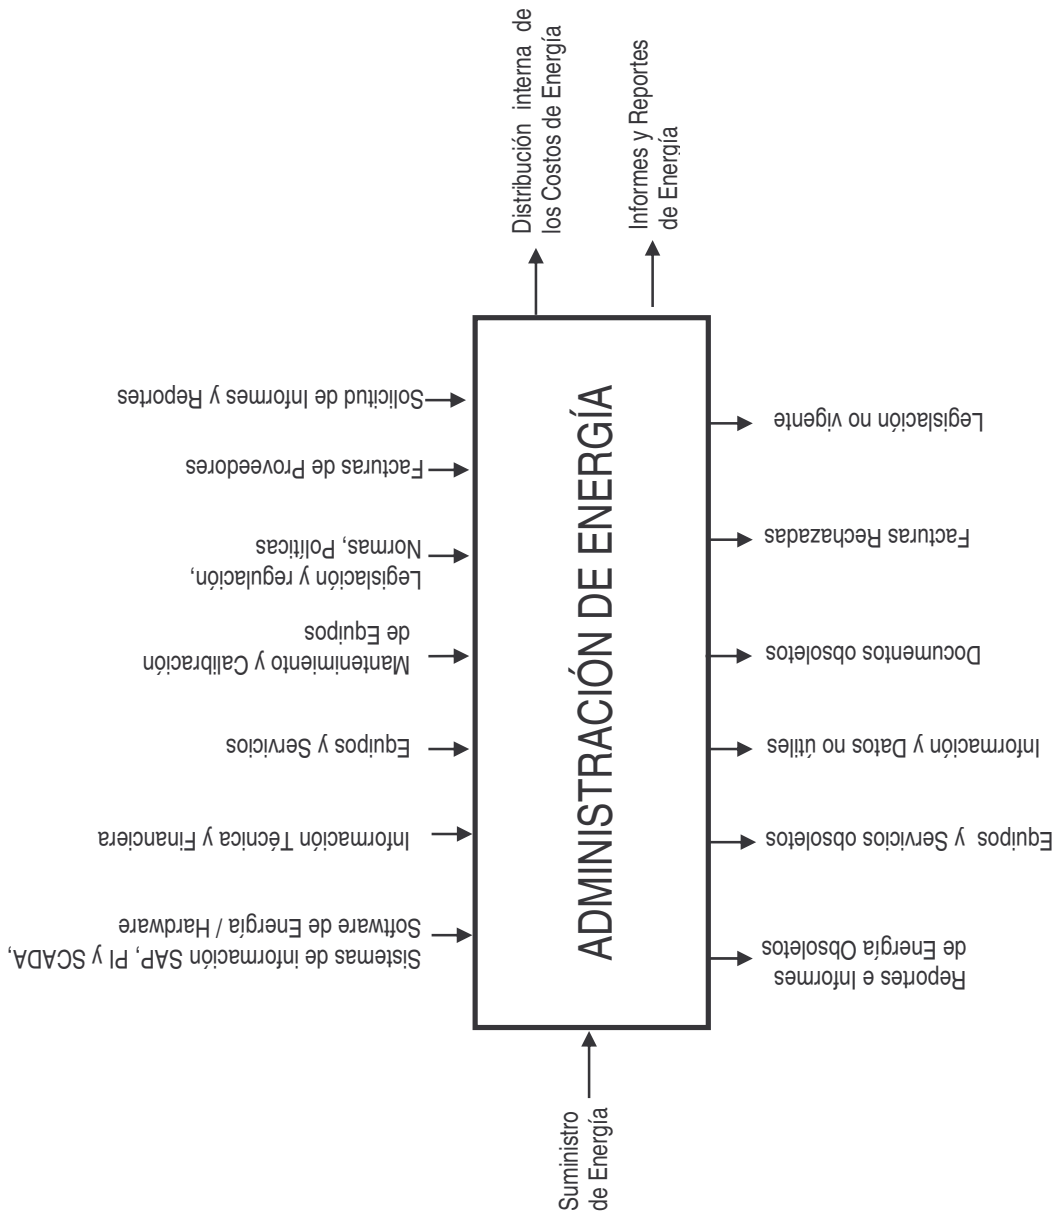 Distribución interna de
los Costos de Energía
Informes y Reportes
de Energía
Solicitud de Informes y Reportes
Facturas de Proveedores
Legislación y regulación,
Normas, Políticas
Mantenimiento y Calibración
de Equipos
Equipos y Servicios
Información Técnica y Financiera
Sistemas de información SAP, PI y SCADA,
Software de Energía / Hardware
ADMINISTRACIÓN DE ENERGÍA
Legislación no vigente
Facturas Rechazadas
Documentos obsoletos
Información y Datos no útiles
Equipos y Servicios obsoletos
Reportes e Informes
de Energía Obsoletos
Suministro
de Energía